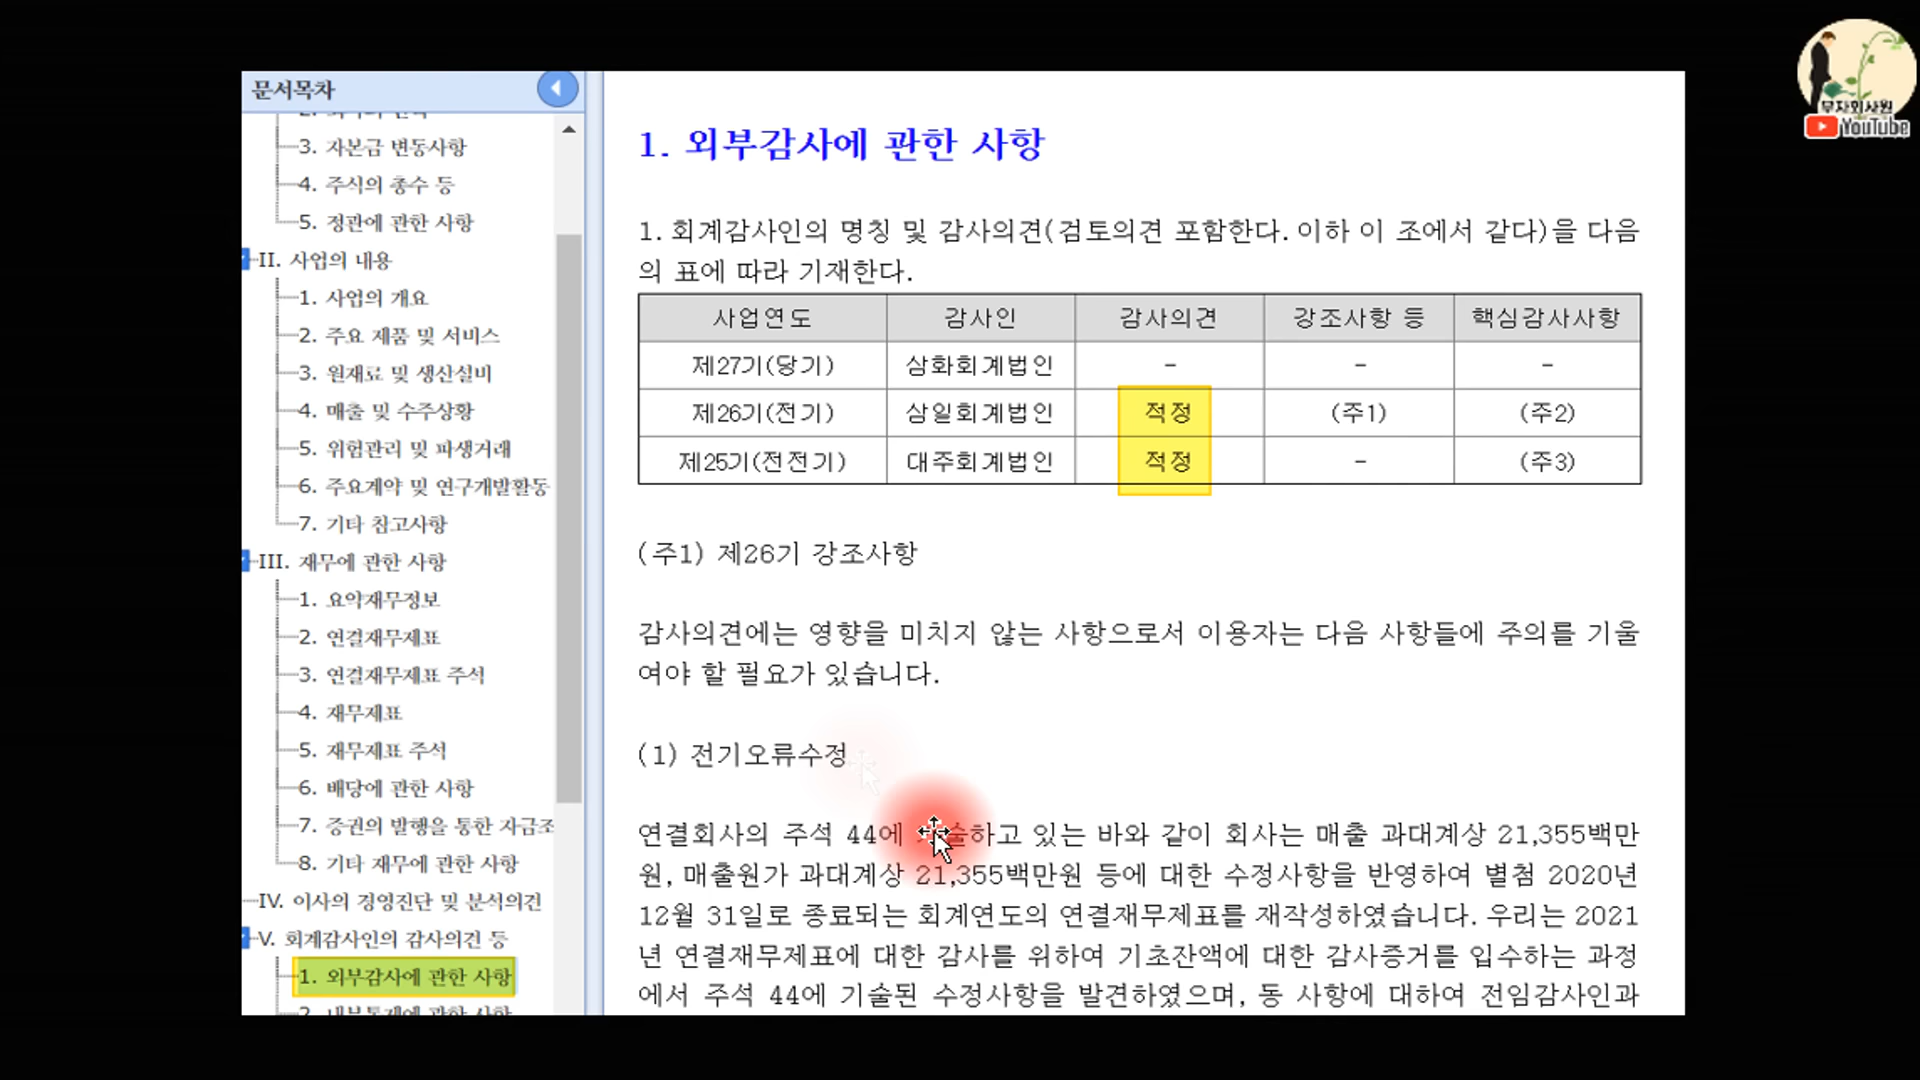 문서목차
3. 자본금 변동사항
4. 주식의 총수 등
5. 정관에 관한 사항
II. 사업의 내용
1. 사업의 개요
2. 주요 제품 및 서비스
3. 원재료 및 생산설비
4. 매출 및 수주상황
5. 위험관리 및 파생거래
6. 주요계약 및 연구개발활동
7. 기타 참고사항
III. 재무에 관한 사항
1. 요약재무정보
2. 연결재무제표
3. 연결재무제표 주석
4. 재무제표
5. 재무제표 주석
6. 배당에 관한 사항
7. 증권의 발행을 통한 자금조
8. 기타 재무에 관한 사항
IV. 이사의 경영진단 및 분석의견
V. 회계감사인의 감사의견 등
1. 외부감사에 관한 사항
2. 내부통제에 관한 사항
1. 외부감사에 관한 사항
1. 회계감사인의 명칭 및 감사의견(검토의견 포함한다. 이하 이 조에서 같다)을 다음
의 표에 따라 기재한다.
사업연도 감사인 감사의견 강조사항 등 핵심감사사항
제27기(당기) 삼화회계법인 - - -
제26기(전기) 삼일회계법인 적정 (주1) (주2)
제25기(전전기) 대주회계법인 적정 - (주3)
(주1) 제26기 강조사항
감사의견에는 영향을 미치지 않는 사항으로서 이용자는 다음 사항들에 주의를 기울
여야 할 필요가 있습니다.
(1) 전기오류수정
연결회사의 주석 44에 기술하고 있는 바와 같이 회사는 매출 과대계상 21,355백만
원, 매출원가 과대계상 21,355백만원 등에 대한 수정사항을 반영하여 별첨 2020년
12월 31일로 종료되는 회계연도의 연결재무제표를 재작성하였습니다. 우리는 2021
년 연결재무제표에 대한 감사를 위하여 기초잔액에 대한 감사증거를 입수하는 과정
에서 주석 44에 기술된 수정사항을 발견하였으며, 동 사항에 대하여 전임감사인과
부자회사원
YouTube